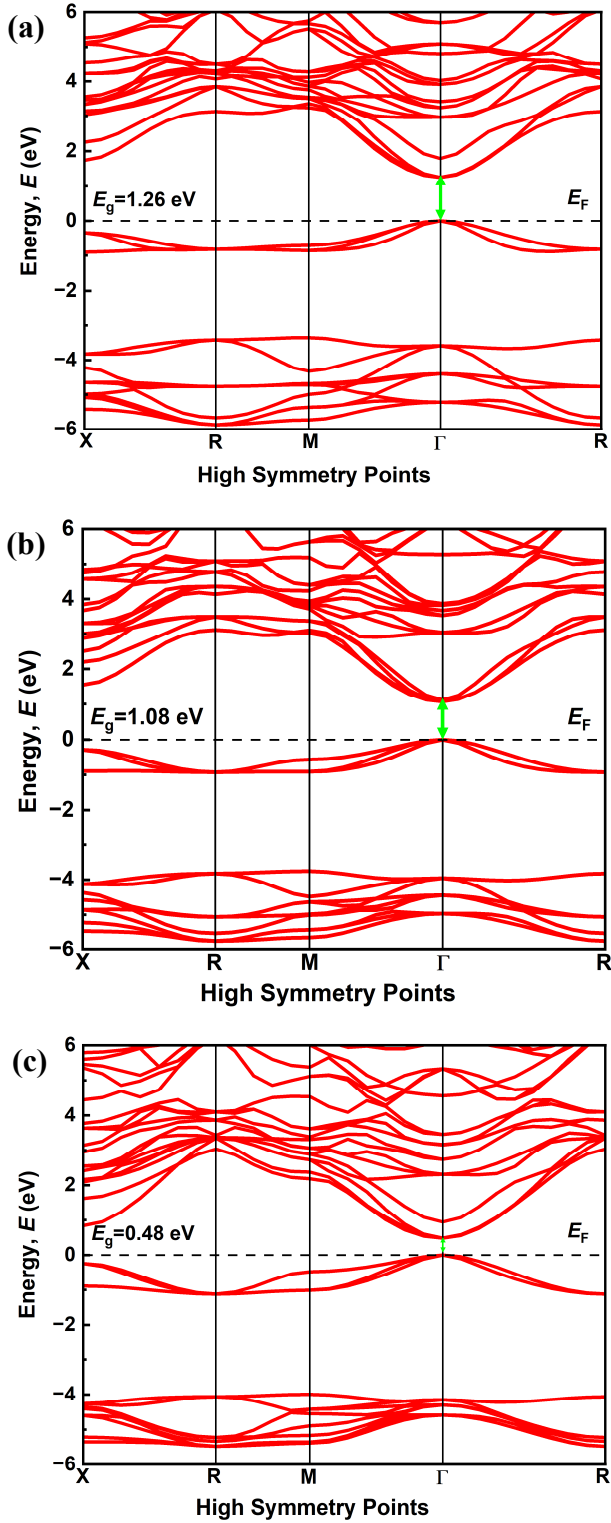 (a)
6
4
2
0
−2
−4
−6
Energy, E (eV)
Eg=1.26 eV
EF
X R M Γ R
High Symmetry Points
(b)
6
4
2
0
−2
−4
−6
Energy, E (eV)
Eg=1.08 eV
EF
X R M Γ R
High Symmetry Points
(c)
6
4
2
0
−2
−4
−6
Energy, E (eV)
Eg=0.48 eV
EF
X R M Γ R
High Symmetry Points